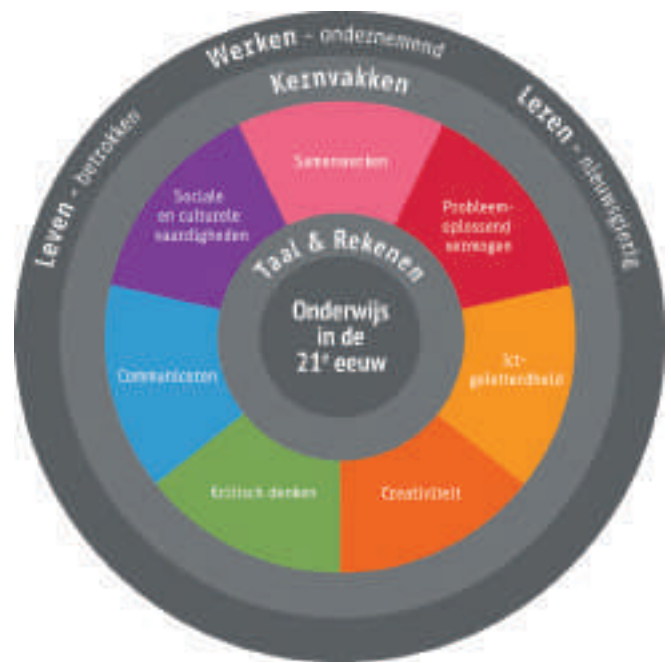 Werken - ondernemend
Kernvakken
Leren - nieuwsgierig
Leven - betrokken
Samenwerken
Sociale
en culturele
vaardigheden
Probleem-
oplossend
vermogen
Taal & Rekenen
Onderwijs
in de
21e eeuw
Communiceren
Ict-
geletterdheid
Kritisch denken
Creativiteit